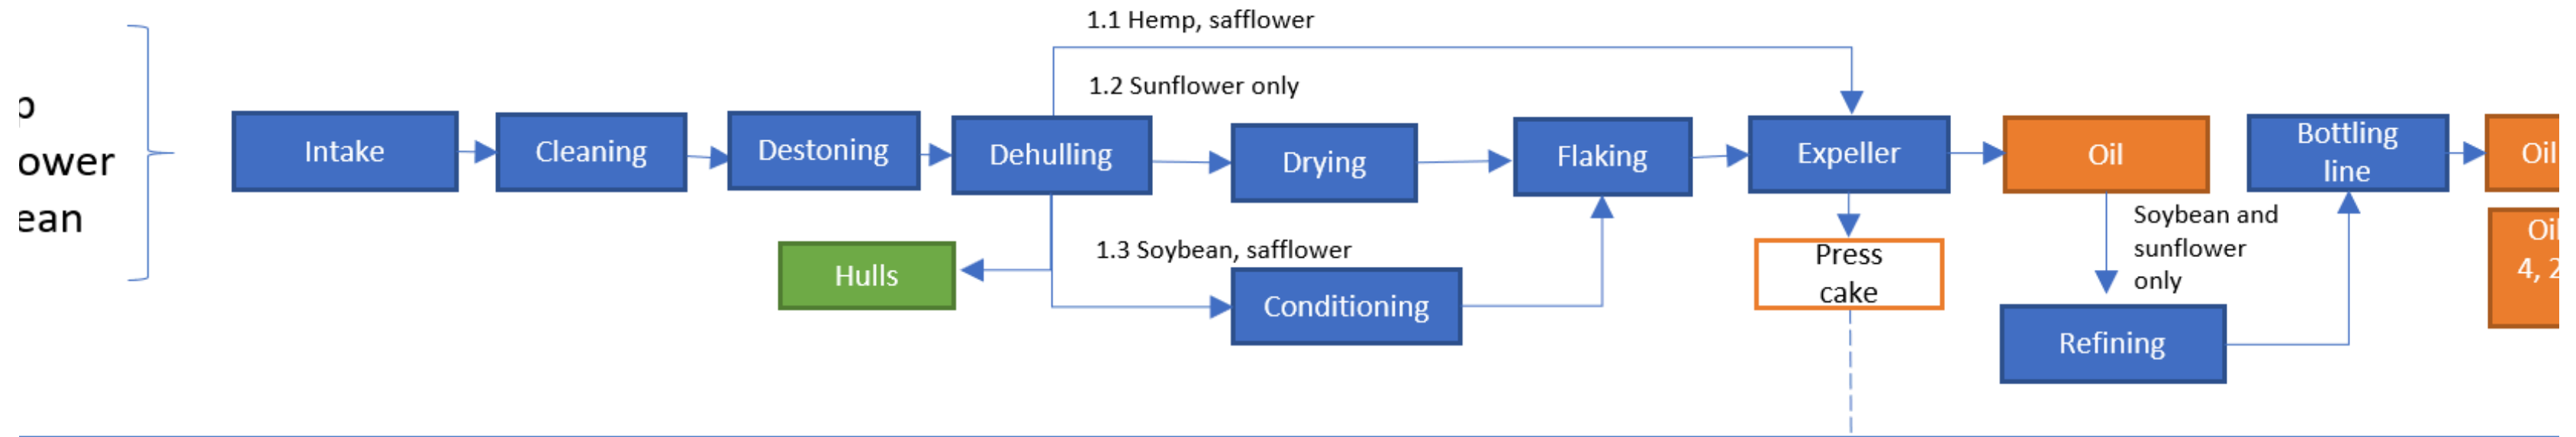 1.1 Hemp, safflower
1.2 Sunflower only
ower
ean
Intake
Cleaning
Destoning
Dehulling
Drying
Flaking
Expeller
Oil
Bottling
line
Oil
Hulls
1.3 Soybean, safflower
Conditioning
Press
cake
Soybean and
sunflower
only
Refining
Oil
4, 2